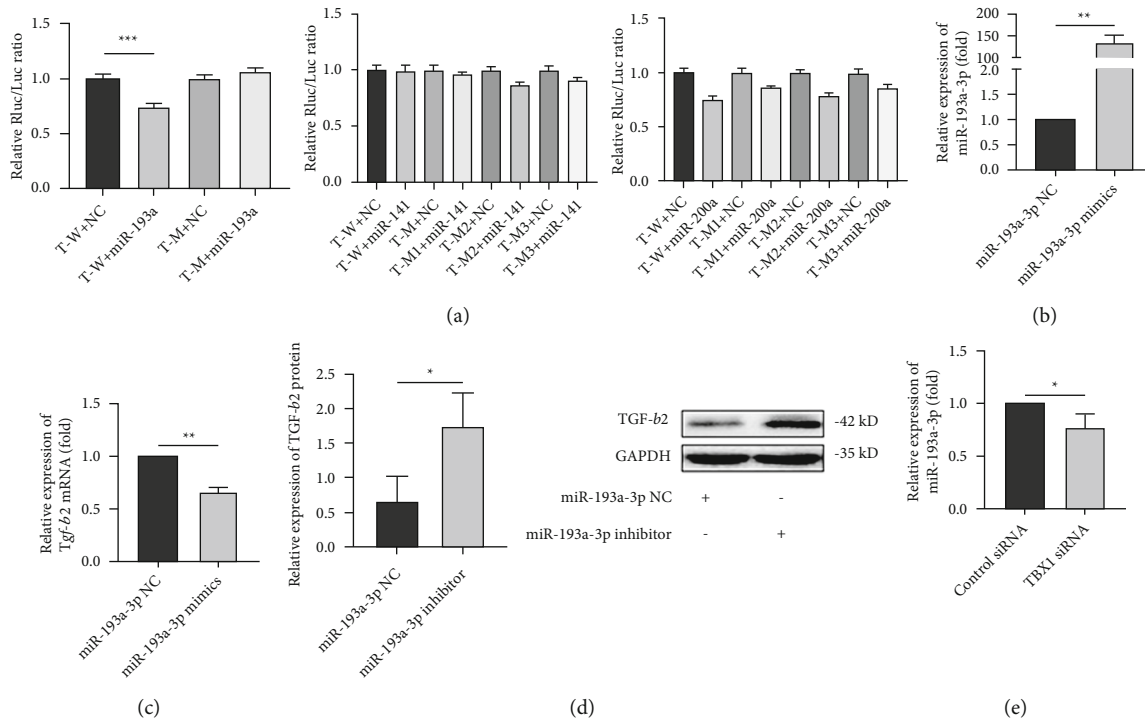 Relative Rluc/Luc ratio
1.5
1.0
0.5
0.0
***
T-W+NC
T-W+miR-193a
T-M+NC
T-M+miR-193a
Relative Rluc/Luc ratio
1.5
1.0
0.5
0.0
T-W+NC
T-W+miR-141
T-M+NC
T-M1+miR-141
T-M2+NC
T-M2+miR-141
T-M3+NC
T-M3+miR-141
Relative Rluc/Luc ratio
1.5
1.0
0.5
0.0
T-W+NC
T-W+miR-200a
T-M1+NC
T-M1+miR-200a
T-M2+NC
T-M2+miR-200a
T-M3+NC
T-M3+miR-200a
(a)
Relative expression of
miR-193a-3p (fold)
200
150
100
2.0
1.5
1.0
0.5
0.0
**
miR-193a-3p NC
miR-193a-3p mimics
(b)
Relative expression of
Tgf-b2 mRNA (fold)
1.5
1.0
0.5
0.0
**
miR-193a-3p NC
miR-193a-3p mimics
(c)
Relative expression of TGF-b2 protein
2.5
2.0
1.5
1.0
0.5
0.0
*
miR-193a-3p NC
miR-193a-3p inhibitor
TGF-b2
-42 kD
GAPDH
-35 kD
miR-193a-3p NC + -
miR-193a-3p inhibitor - +
(d)
Relative expression of
miR-193a-3p (fold)
1.5
1.0
0.5
0.0
*
Control siRNA
TBX1 siRNA
(e)